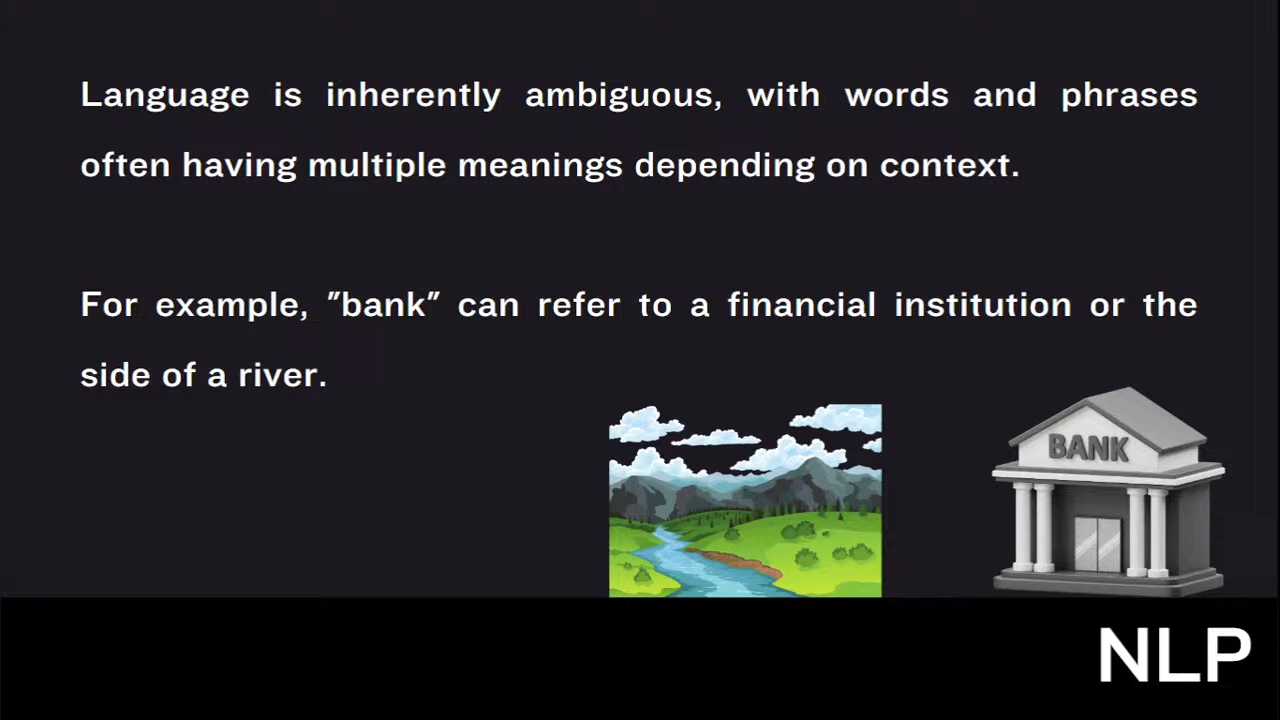 Language is inherently ambiguous, with words and phrases
often having multiple meanings depending on context.
For example, "bank" can refer to a financial institution or the
side of a river.
BANK
NLP